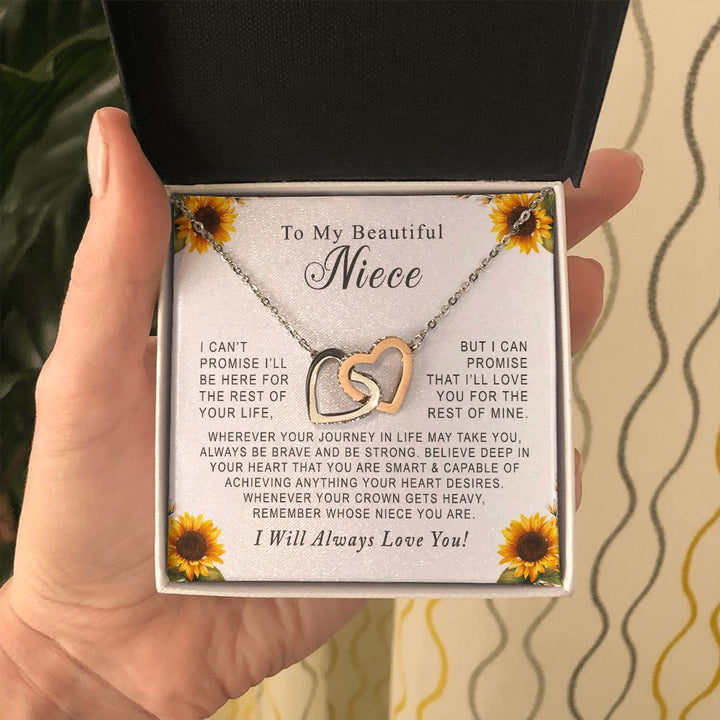 To My Beautiful
Niece
I CAN'T
PROMISE I'LL
BE HERE FOR
THE REST OF
YOUR LIFE,
BUT I CAN
PROMISE
THAT I'LL LOVE
YOU FOR THE
REST OF MINE.
WHEREVER YOUR JOURNEY IN LIFE MAY TAKE YOU,
ALWAYS BE BRAVE AND BE STRONG. BELIEVE DEEP IN
YOUR HEART THAT YOU ARE SMART & CAPABLE OF
ACHIEVING ANYTHING YOUR HEART DESIRES.
WHENEVER YOUR CROWN GETS HEAVY,
REMEMBER WHOSE NIECE YOU ARE.
I Will Always Love You!